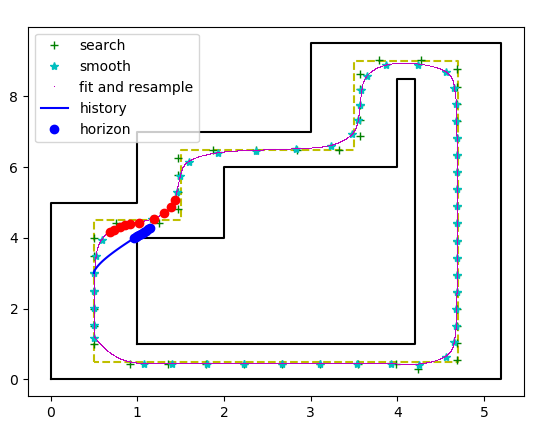 search
smooth
fit and resample
history
horizon
8
6
4
2
0
0 1 2 3 4 5